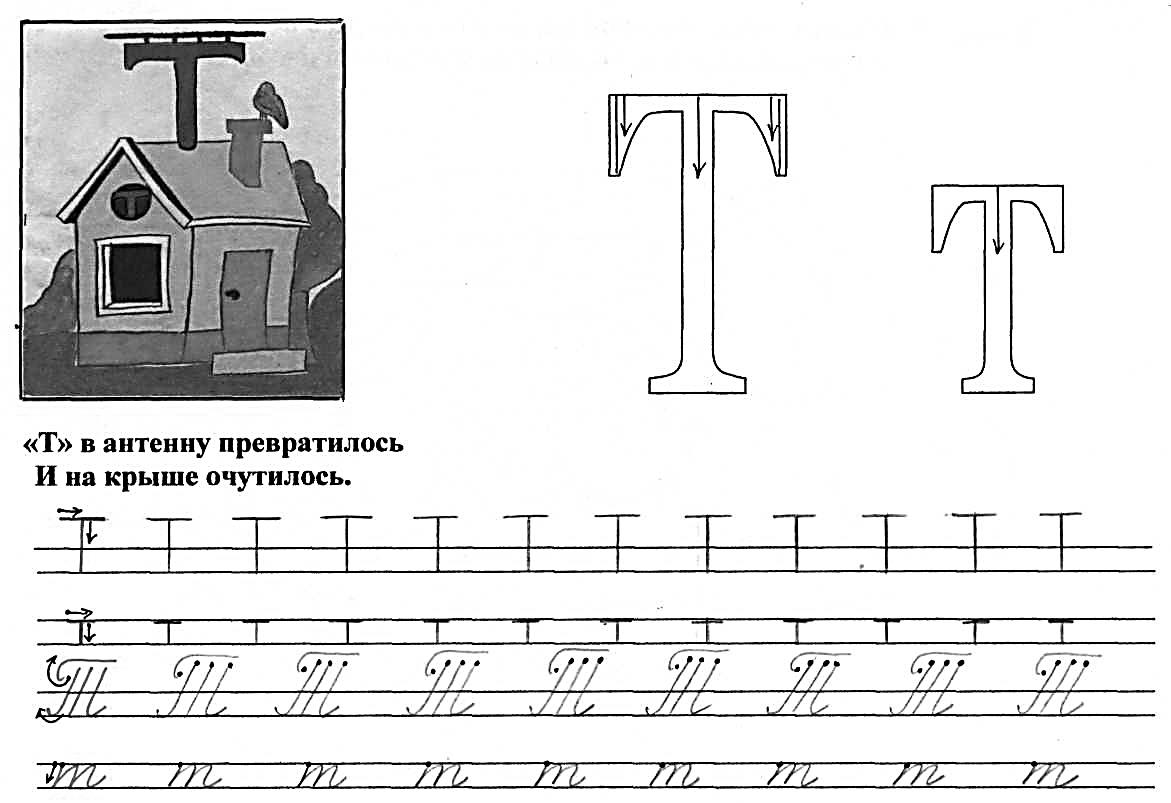 Т
Т
Т Т
«Т» в антенну превратилось
И на крыше очутилось.
Т Т Т Т Т Т Т Т Т Т Т Т
т т т т т т т т т т т т
Т Т Т Т Т Т Т Т Т
т т т т т т т т т